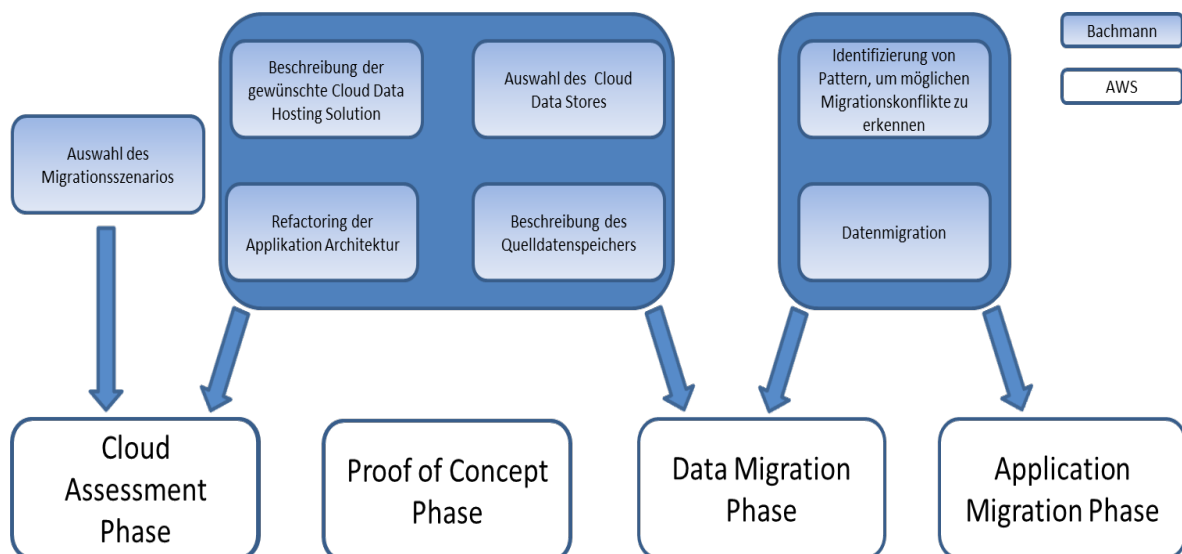 Beschreibung der
gewünschte Cloud Data
Hosting Solution
Auswahl des Cloud
Data Stores
Identifizierung von
Pattern, um möglichen
Migrationskonflikte zu
erkennen
Bachmann
AWS
Auswahl des
Migrationsszenarios
Refactoring der
Applikation Architektur
Beschreibung des
Quelldatenspeichers
Datenmigration
Cloud
Assessment
Phase
Proof of Concept
Phase
Data Migration
Phase
Application
Migration Phase